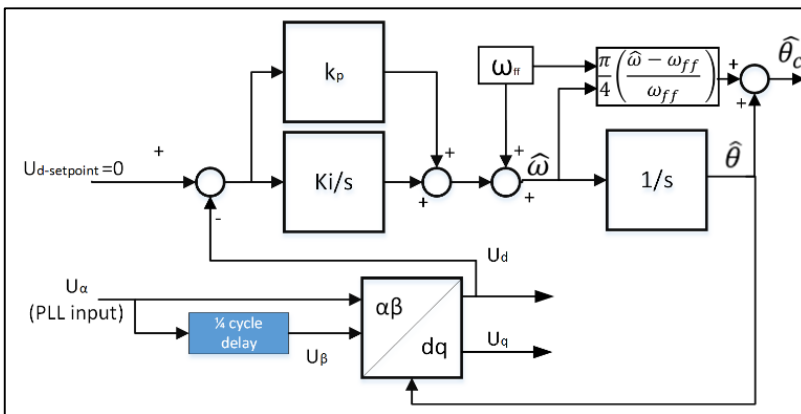 kp
ωff
π/4 ( (ω̂ − ωff) / ωff )
+
θ̂c
+
+
+
+
U d-setpoint =0
Ki/s
+
ω̂
+
1/s
θ̂
-
Ud
Uα
(PLL input)
αβ
dq
¼ cycle
delay
Uβ
Uq